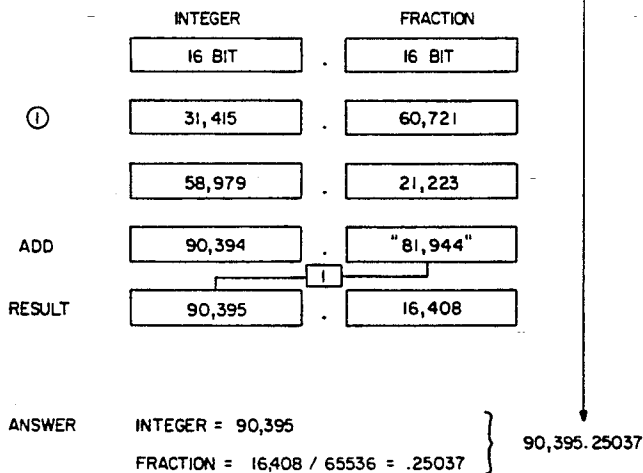 INTEGER FRACTION
16 BIT . 16 BIT
① 31,415 . 60,721
58,979 . 21,223
ADD 90,394 . "81,944"
1
RESULT 90,395 . 16,408
ANSWER INTEGER = 90,395
90,395.25037
FRACTION = 16,408 / 65536 = .25037